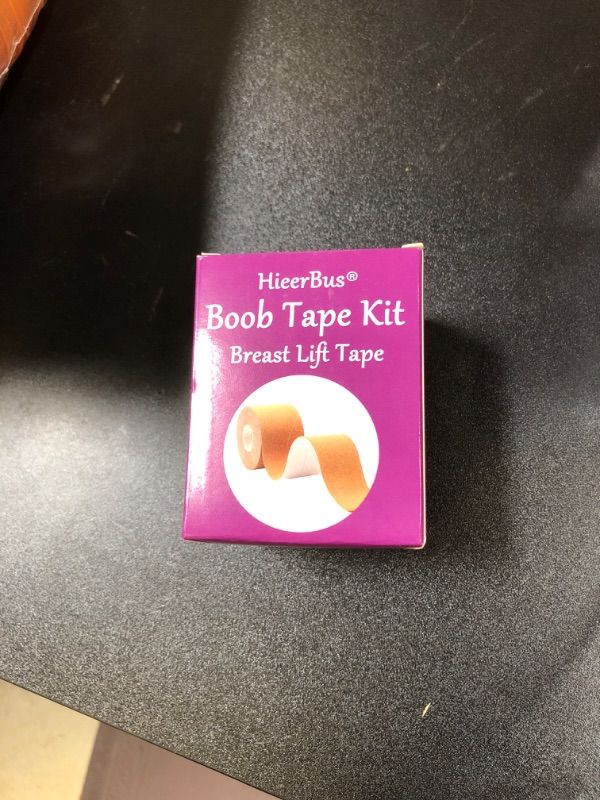 HieerBus®
Boob Tape Kit
Breast Lift Tape